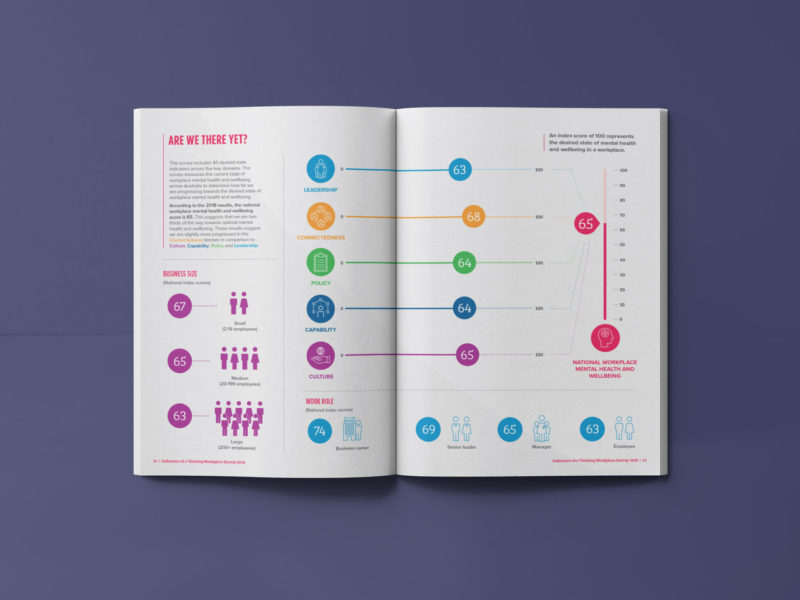 ARE WE THERE YET?
This survey includes 40 desired state
indicators across five key domains. The
survey measures the current state of
workplace mental health and wellbeing
across Australia to determine how far we
are progressing towards the desired state of
workplace mental health and wellbeing.
According to the 2018 results, the national
workplace mental health and wellbeing
score is 65. This suggests that we are two
thirds of the way towards optimal mental
health and wellbeing. These results suggest
we are slightly more progressed in the
Connectedness domain in comparison to
Culture, Capability, Policy and Leadership.
BUSINESS SIZE
(National index scores)
67
Small
(2-19 employees)
65
Medium
(20-199 employees)
63
Large
(200+ employees)
LEADERSHIP
0
63
100
CONNECTEDNESS
0
68
100
POLICY
0
64
100
CAPABILITY
0
64
100
CULTURE
0
65
100
An index score of 100 represents
the desired state of mental health
and wellbeing in a workplace.
65
100
90
80
70
60
50
40
30
20
10
0
NATIONAL WORKPLACE
MENTAL HEALTH AND
WELLBEING
WORK ROLE
(National index scores)
74
Business owner
69
Senior leader
65
Manager
63
Employee
Indicators of a Thriving Workplace Survey 2018
Indicators of a Thriving Workplace Survey 2018